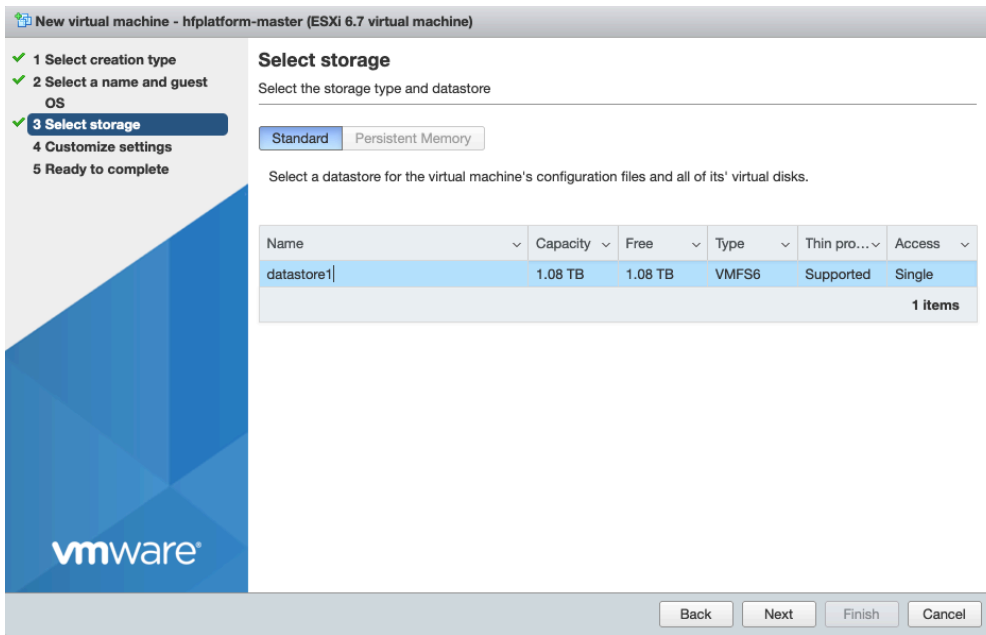 New virtual machine - hfplatform-master (ESXi 6.7 virtual machine)
1 Select creation type
2 Select a name and guest
OS
3 Select storage
4 Customize settings
5 Ready to complete
Select storage
Select the storage type and datastore
Standard Persistent Memory
Select a datastore for the virtual machine's configuration files and all of its' virtual disks.
Name Capacity Free Type Thin pro... Access
datastore1 1.08 TB 1.08 TB VMFS6 Supported Single
1 items
vmware®
Back Next Finish Cancel